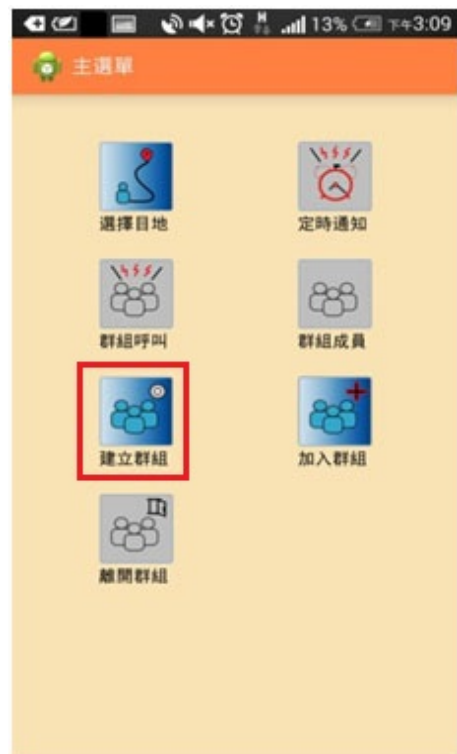 13% 下午3:09
主選單
選擇目地
定時通知
群組呼叫
群組成員
建立群組
加入群組
離開群組